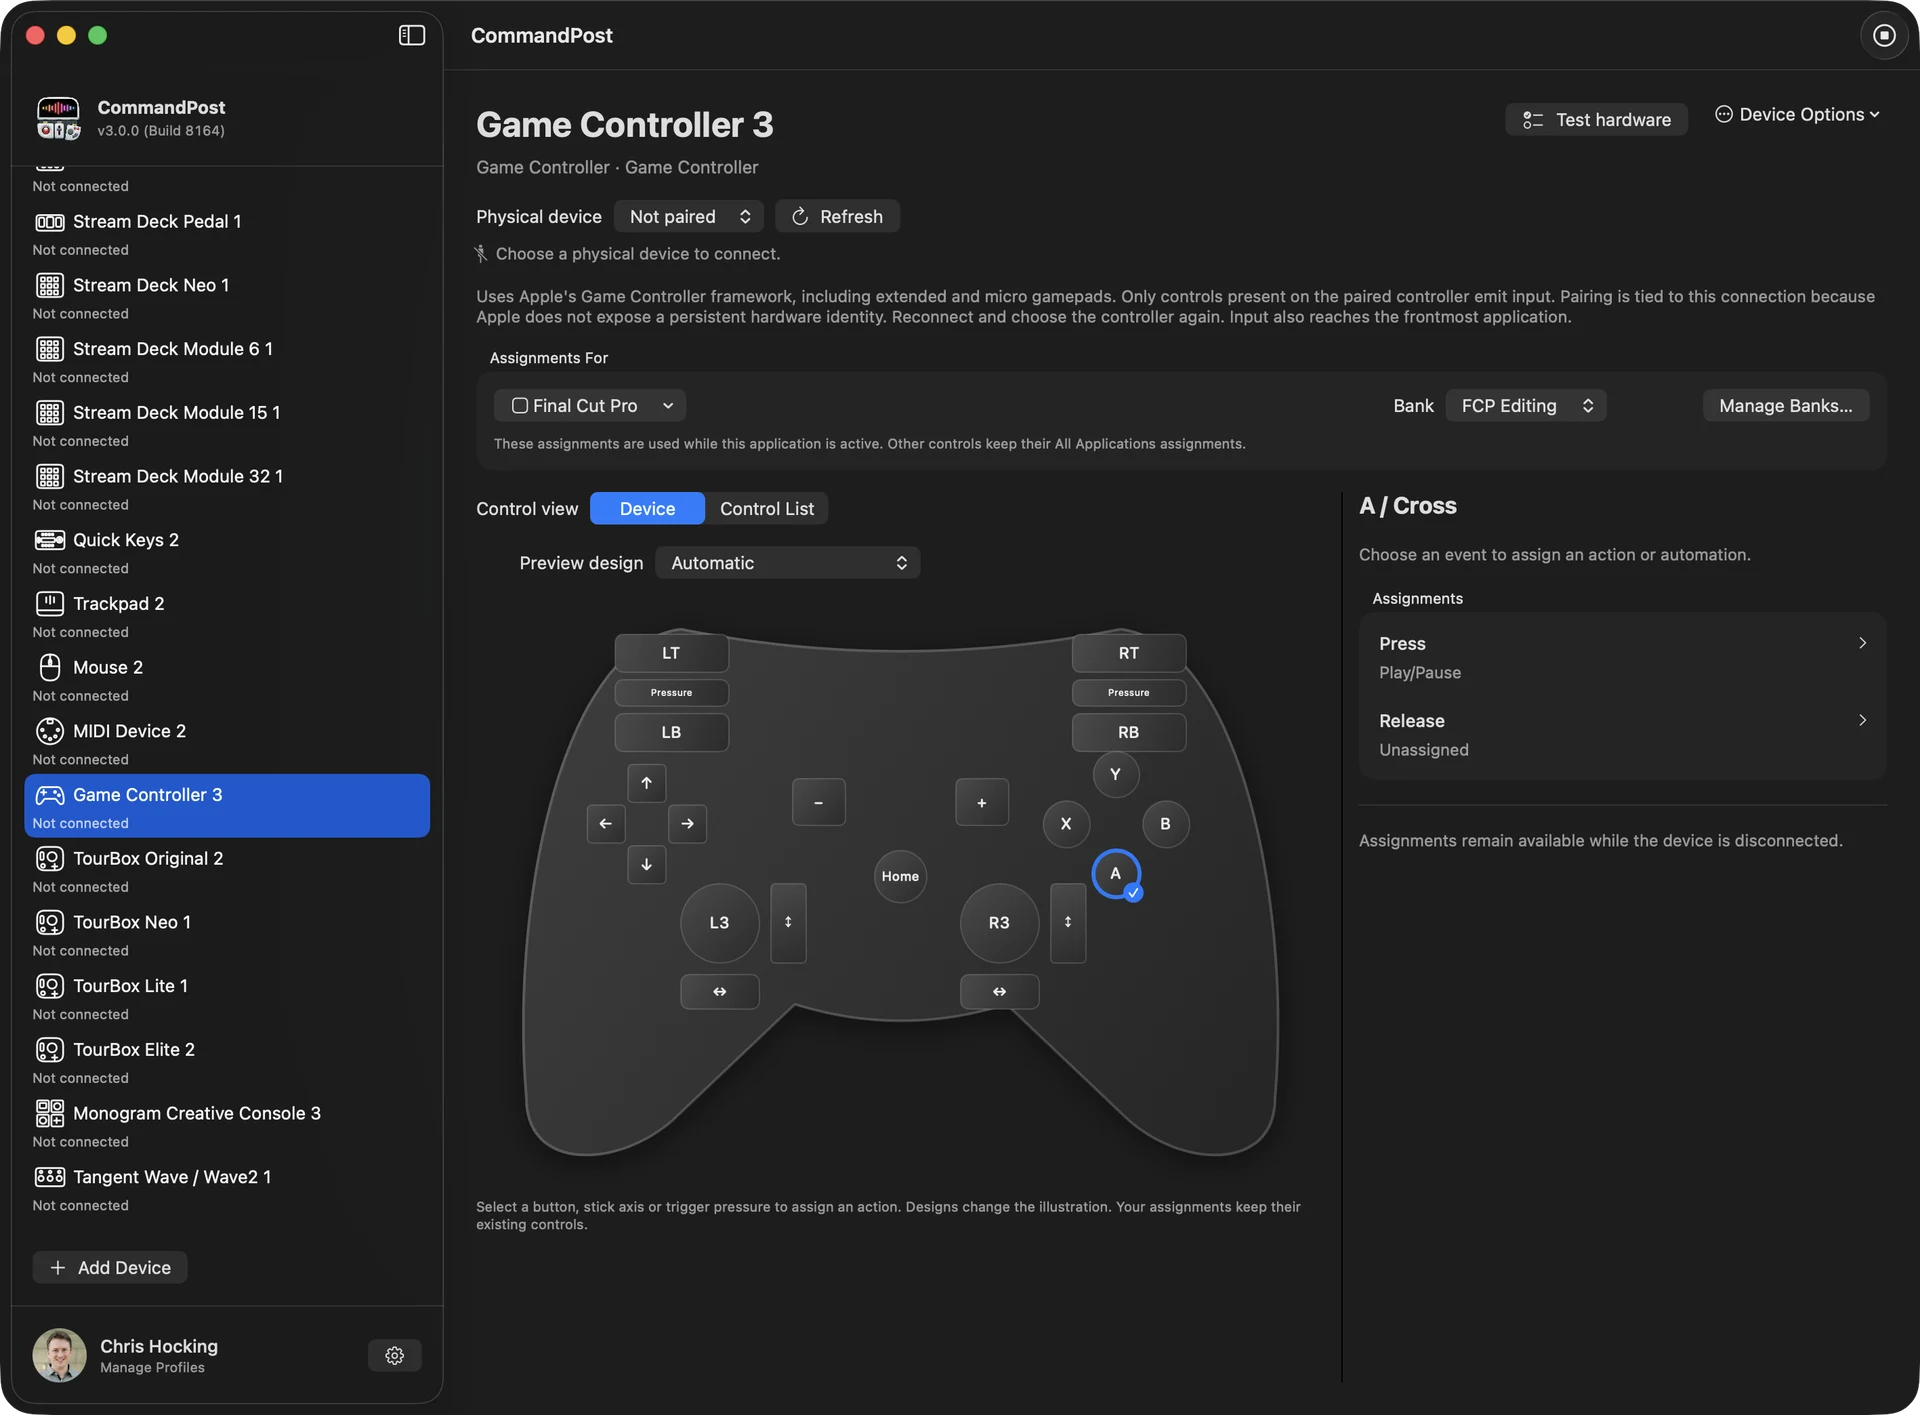 CommandPost
CommandPost
v3.0.0 (Build 8164)
Not connected
Stream Deck Pedal 1
Not connected
Stream Deck Neo 1
Not connected
Stream Deck Module 6 1
Not connected
Stream Deck Module 15 1
Not connected
Stream Deck Module 32 1
Not connected
Quick Keys 2
Not connected
Trackpad 2
Not connected
Mouse 2
Not connected
MIDI Device 2
Not connected
Game Controller 3
Not connected
TourBox Original 2
Not connected
TourBox Neo 1
Not connected
TourBox Lite 1
Not connected
TourBox Elite 2
Not connected
Monogram Creative Console 3
Not connected
Tangent Wave / Wave2 1
Not connected
Add Device
Chris Hocking
Manage Profiles
Game Controller 3
Test hardware
Device Options
Game Controller · Game Controller
Physical device
Not paired
Refresh
Choose a physical device to connect.
Uses Apple's Game Controller framework, including extended and micro gamepads. Only controls present on the paired controller emit input. Pairing is tied to this connection because
Apple does not expose a persistent hardware identity. Reconnect and choose the controller again. Input also reaches the frontmost application.
Assignments For
Final Cut Pro
Bank
FCP Editing
Manage Banks...
These assignments are used while this application is active. Other controls keep their All Applications assignments.
Control view
Device
Control List
Preview design
Automatic
LT
RT
Pressure
Pressure
LB
RB
Y
-
+
X
B
Home
A
L3
R3
Select a button, stick axis or trigger pressure to assign an action. Designs change the illustration. Your assignments keep their
existing controls.
A / Cross
Choose an event to assign an action or automation.
Assignments
Press
Play/Pause
Release
Unassigned
Assignments remain available while the device is disconnected.